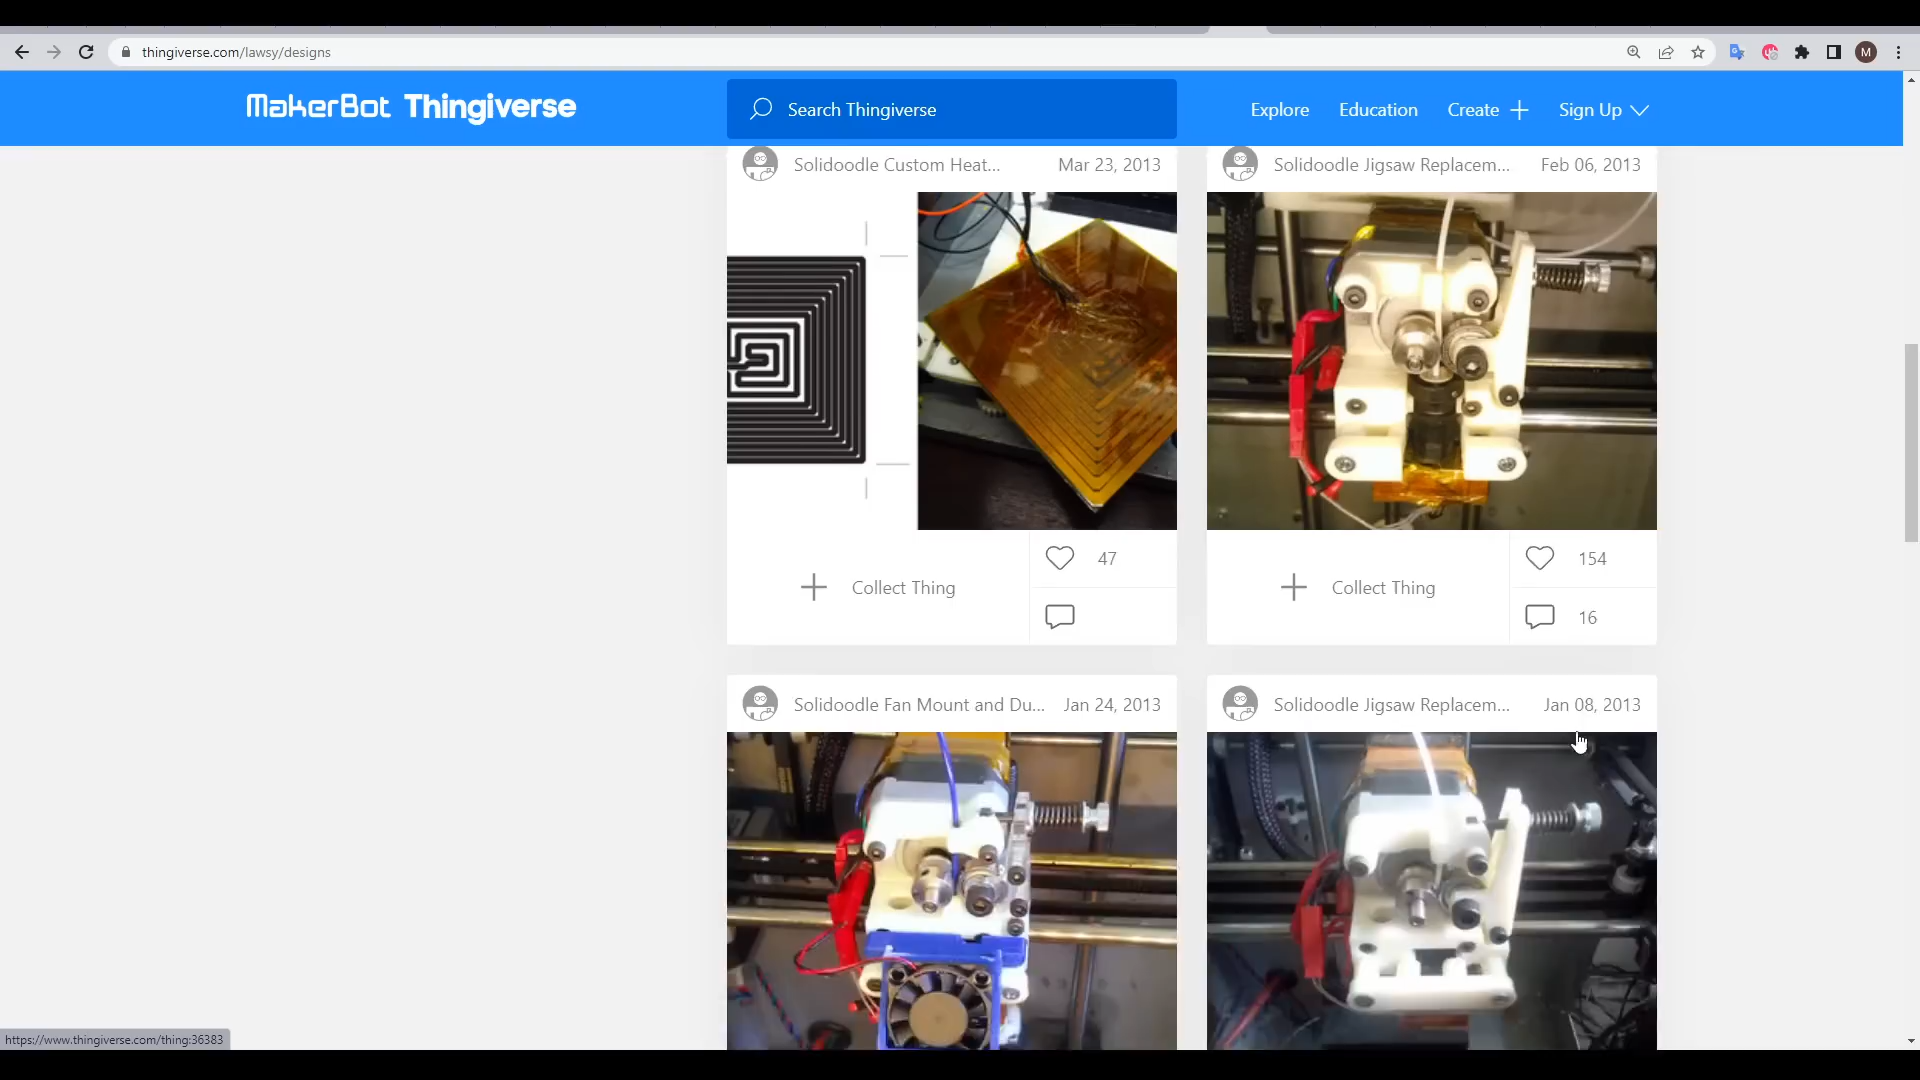 thingiverse.com/lawsy/designs
M
MakerBot Thingiverse
Search Thingiverse
Explore
Education
Create
Sign Up
Solidoodle Custom Heat...
Mar 23, 2013
Solidoodle Jigsaw Replacem...
Feb 06, 2013
Collect Thing
47
Collect Thing
154
16
Solidoodle Fan Mount and Du...
Jan 24, 2013
Solidoodle Jigsaw Replacem...
Jan 08, 2013
https://www.thingiverse.com/thing:36383